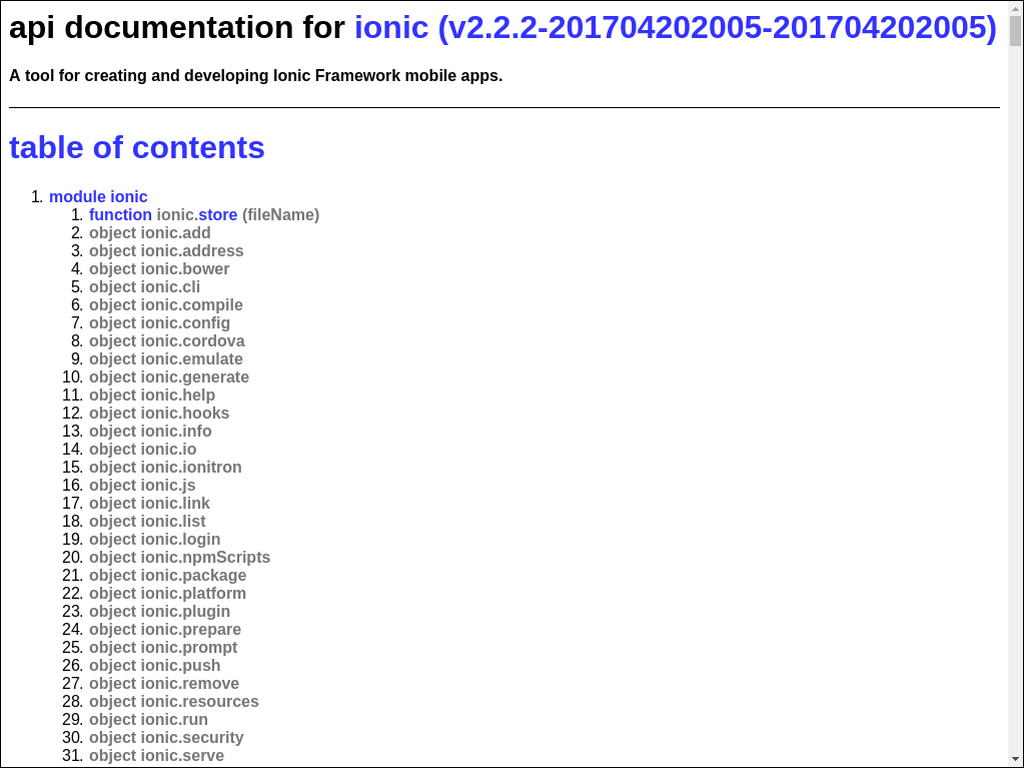 api documentation for ionic (v2.2.2-201704202005-201704202005)
A tool for creating and developing Ionic Framework mobile apps.
table of contents
1. module ionic
1. function ionic.store (fileName)
2. object ionic.add
3. object ionic.address
4. object ionic.bower
5. object ionic.cli
6. object ionic.compile
7. object ionic.config
8. object ionic.cordova
9. object ionic.emulate
10. object ionic.generate
11. object ionic.help
12. object ionic.hooks
13. object ionic.info
14. object ionic.io
15. object ionic.ionitron
16. object ionic.js
17. object ionic.link
18. object ionic.list
19. object ionic.login
20. object ionic.npmScripts
21. object ionic.package
22. object ionic.platform
23. object ionic.plugin
24. object ionic.prepare
25. object ionic.prompt
26. object ionic.push
27. object ionic.remove
28. object ionic.resources
29. object ionic.run
30. object ionic.security
31. object ionic.serve